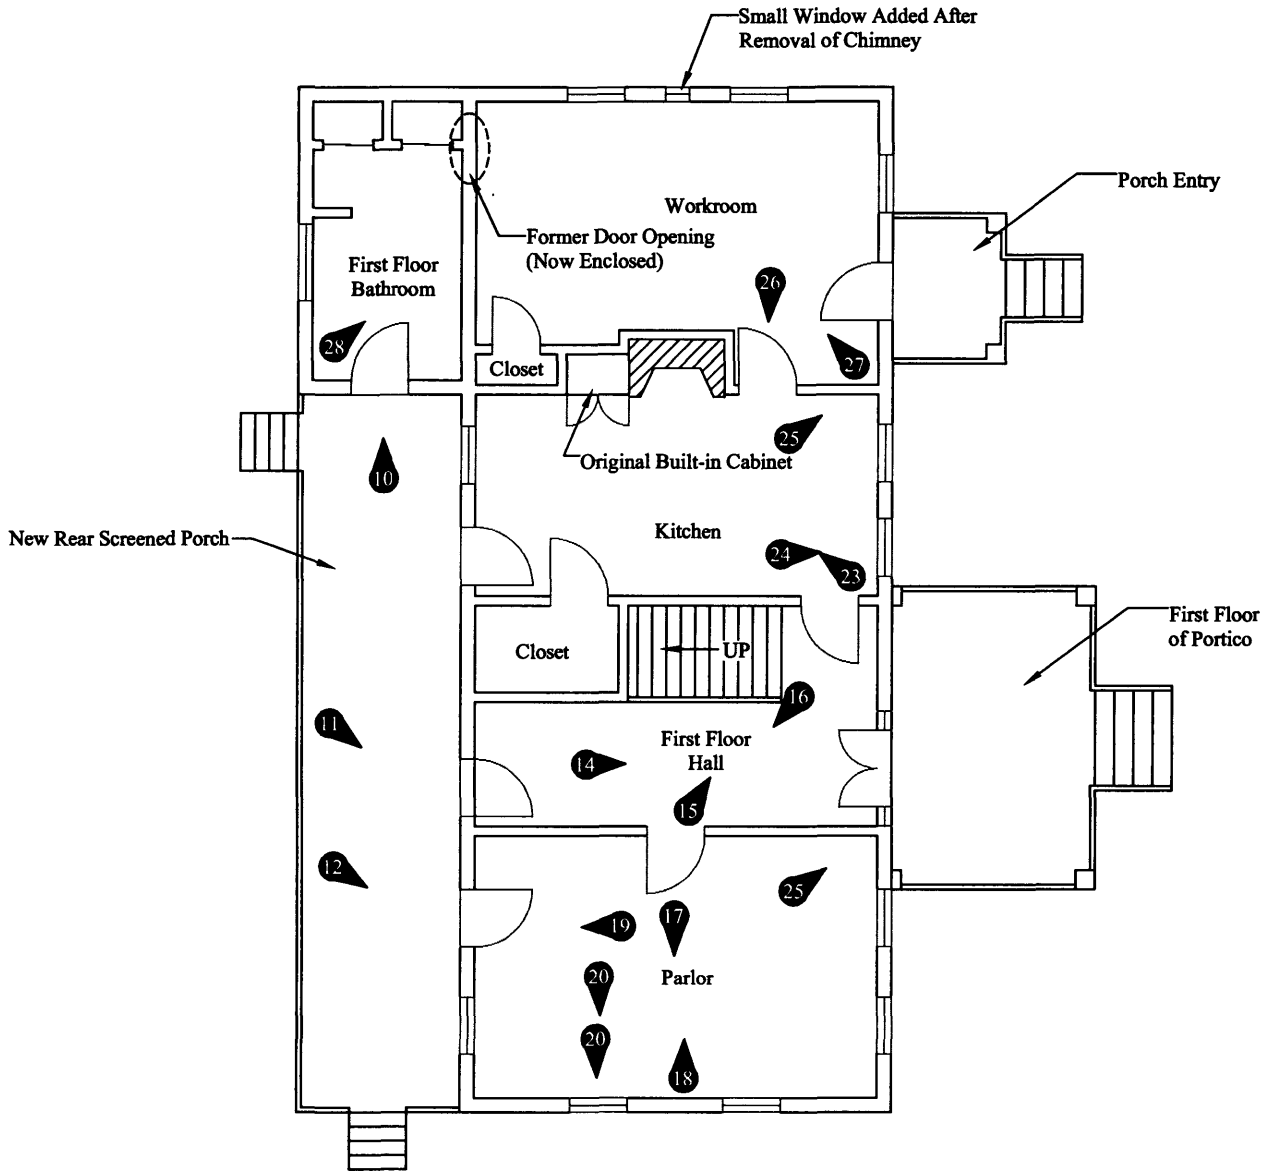 Small Window Added After
Removal of Chimney
Porch Entry
Workroom
Former Door Opening
(Now Enclosed)
First Floor
Bathroom
26
28
27
Closet
25
Original Built-in Cabinet
10
New Rear Screened Porch
Kitchen
24
23
First Floor
of Portico
Closet
UP
16
11
First Floor
Hall
14
15
12
25
19
17
Parlor
20
20
18